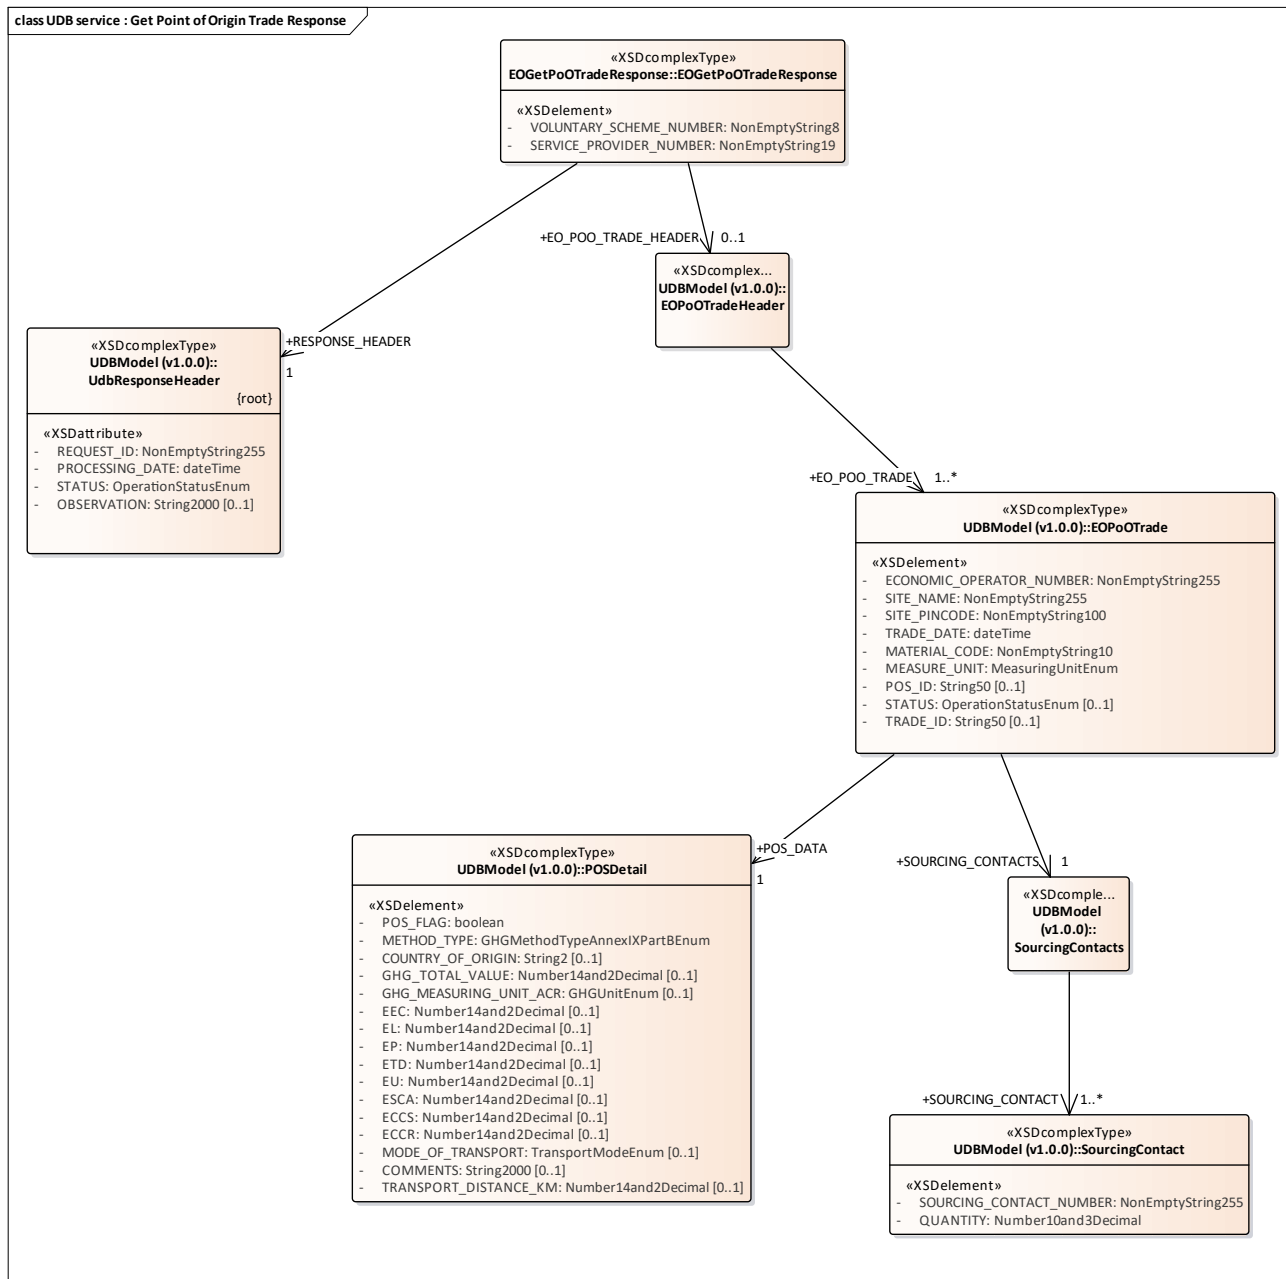 class UDB service : Get Point of Origin Trade Response
«XSDcomplexType»
EOGetPoOTradeResponse::EOGetPoOTradeResponse
«XSDelement»
- VOLUNTARY_SCHEME_NUMBER: NonEmptyString8
- SERVICE_PROVIDER_NUMBER: NonEmptyString19
+EO_POO_TRADE_HEADER 0..1
«XSDcomplex...
UDBModel (v1.0.0)::
EOPoOTradeHeader
+RESPONSE_HEADER
1
«XSDcomplexType»
UDBModel (v1.0.0)::
UdbResponseHeader
{root}
«XSDattribute»
- REQUEST_ID: NonEmptyString255
- PROCESSING_DATE: dateTime
- STATUS: OperationStatusEnum
- OBSERVATION: String2000 [0..1]
+EO_POO_TRADE 1..*
«XSDcomplexType»
UDBModel (v1.0.0)::EOPoOTrade
«XSDelement»
- ECONOMIC_OPERATOR_NUMBER: NonEmptyString255
- SITE_NAME: NonEmptyString255
- SITE_PINCODE: NonEmptyString100
- TRADE_DATE: dateTime
- MATERIAL_CODE: NonEmptyString10
- MEASURE_UNIT: MeasuringUnitEnum
- POS_ID: String50 [0..1]
- STATUS: OperationStatusEnum [0..1]
- TRADE_ID: String50 [0..1]
+POS_DATA
1
«XSDcomplexType»
UDBModel (v1.0.0)::POSDetail
«XSDelement»
- POS_FLAG: boolean
- METHOD_TYPE: GHGMethodTypeAnnexIXPartBEnum
- COUNTRY_OF_ORIGIN: String2 [0..1]
- GHG_TOTAL_VALUE: Number14and2Decimal [0..1]
- GHG_MEASURING_UNIT_ACR: GHGUnitEnum [0..1]
- EEC: Number14and2Decimal [0..1]
- EL: Number14and2Decimal [0..1]
- EP: Number14and2Decimal [0..1]
- ETD: Number14and2Decimal [0..1]
- EU: Number14and2Decimal [0..1]
- ESCA: Number14and2Decimal [0..1]
- ECCS: Number14and2Decimal [0..1]
- ECCR: Number14and2Decimal [0..1]
- MODE_OF_TRANSPORT: TransportModeEnum [0..1]
- COMMENTS: String2000 [0..1]
- TRANSPORT_DISTANCE_KM: Number14and2Decimal [0..1]
+SOURCING_CONTACTS 1
«XSDcomple...
UDBModel
(v1.0.0)::
SourcingContacts
+SOURCING_CONTACT 1..*
«XSDcomplexType»
UDBModel (v1.0.0)::SourcingContact
«XSDelement»
- SOURCING_CONTACT_NUMBER: NonEmptyString255
- QUANTITY: Number10and3Decimal